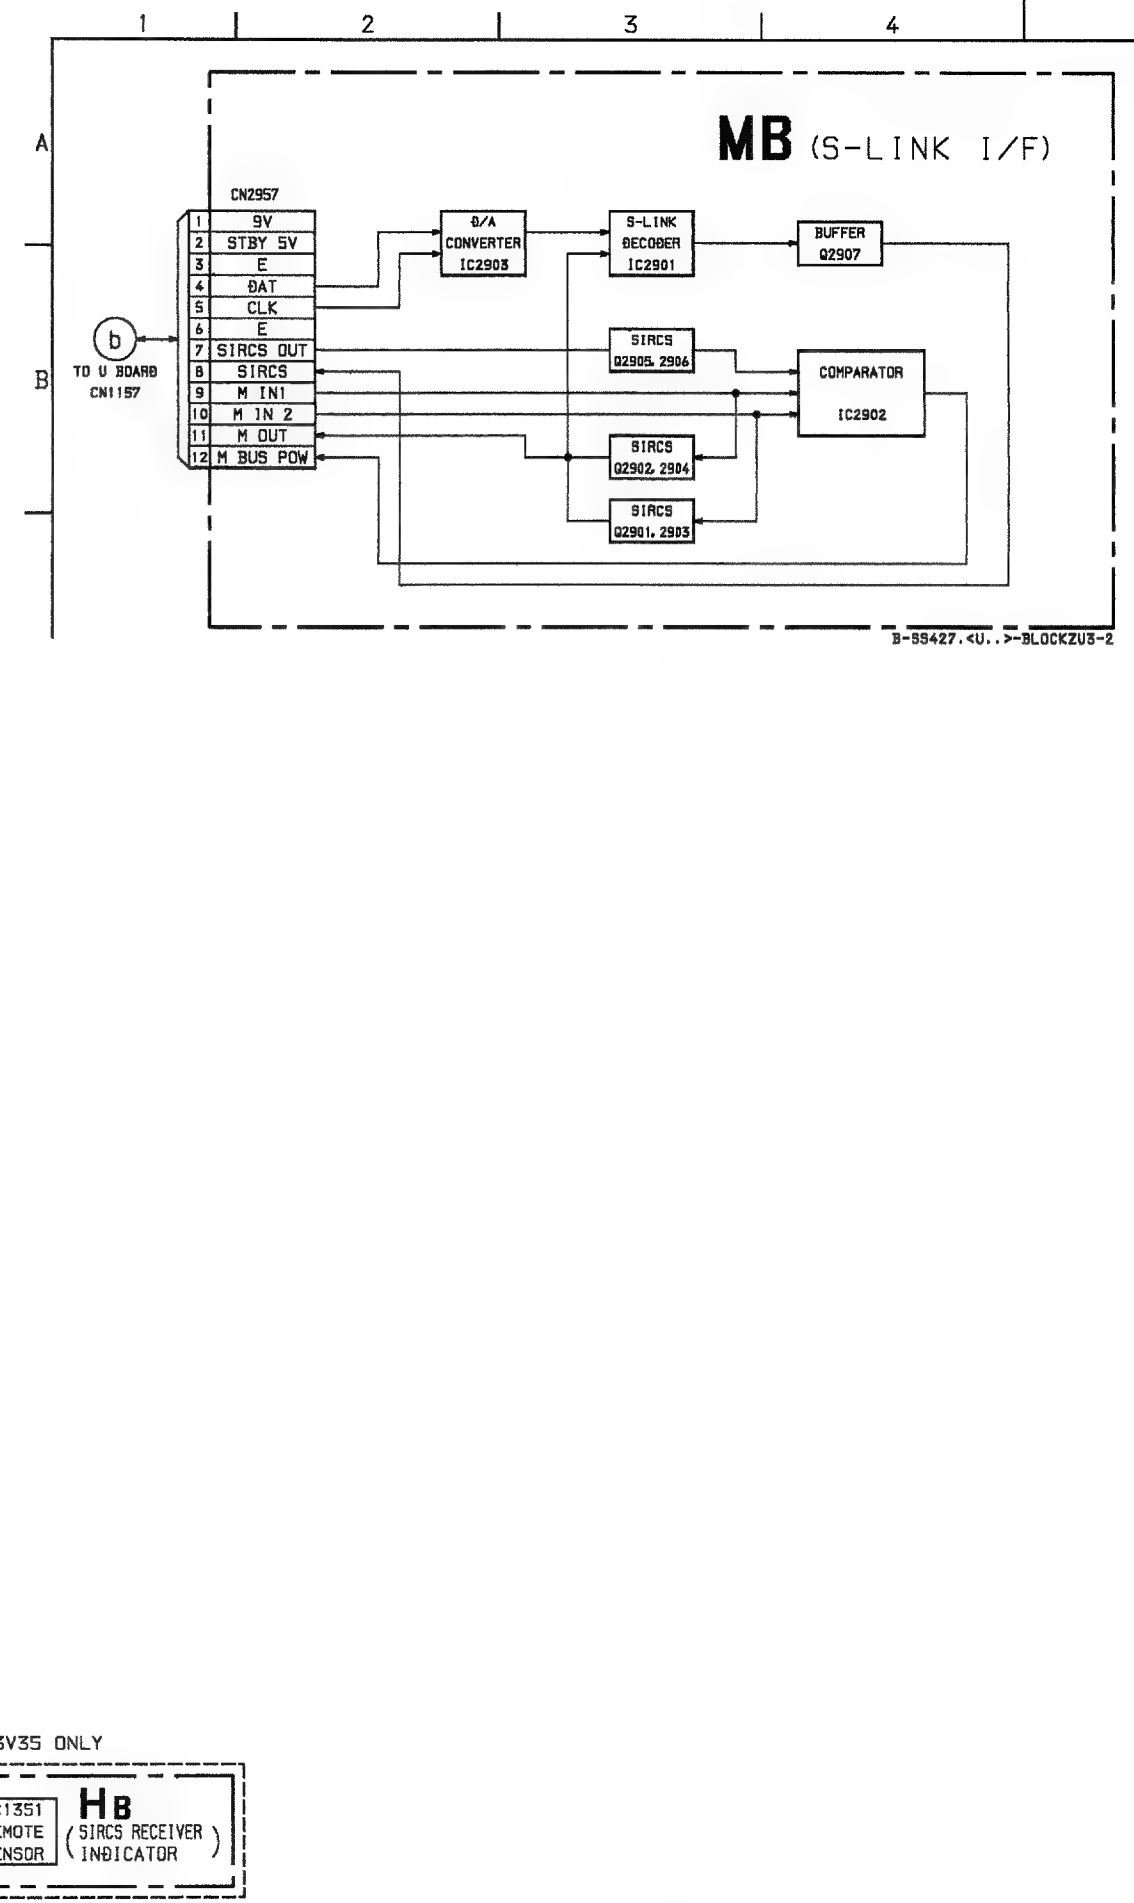 1 2 3 4
A
MB (S-LINK I/F)
CN2957
1 9V
2 STBY 5V
3 E
4 DAT
5 CLK
6 E
7 SIRCS OUT
8 SIRCS
9 M IN1
10 M IN 2
11 M OUT
12 M BUS POW
D/A
CONVERTER
IC2903
S-LINK
DECODER
IC2901
BUFFER
Q2907
b
TO U BOARD
CN1157
B
SIRCS
Q2905, 2906
COMPARATOR
IC2902
SIRCS
Q2902, 2904
SIRCS
Q2901, 2903
B-SS427.<U..>-BLOCKZU3-2
3V35 ONLY
HB
(SIRCS RECEIVER
INDICATOR)
1351
EMOTE
ENSOR